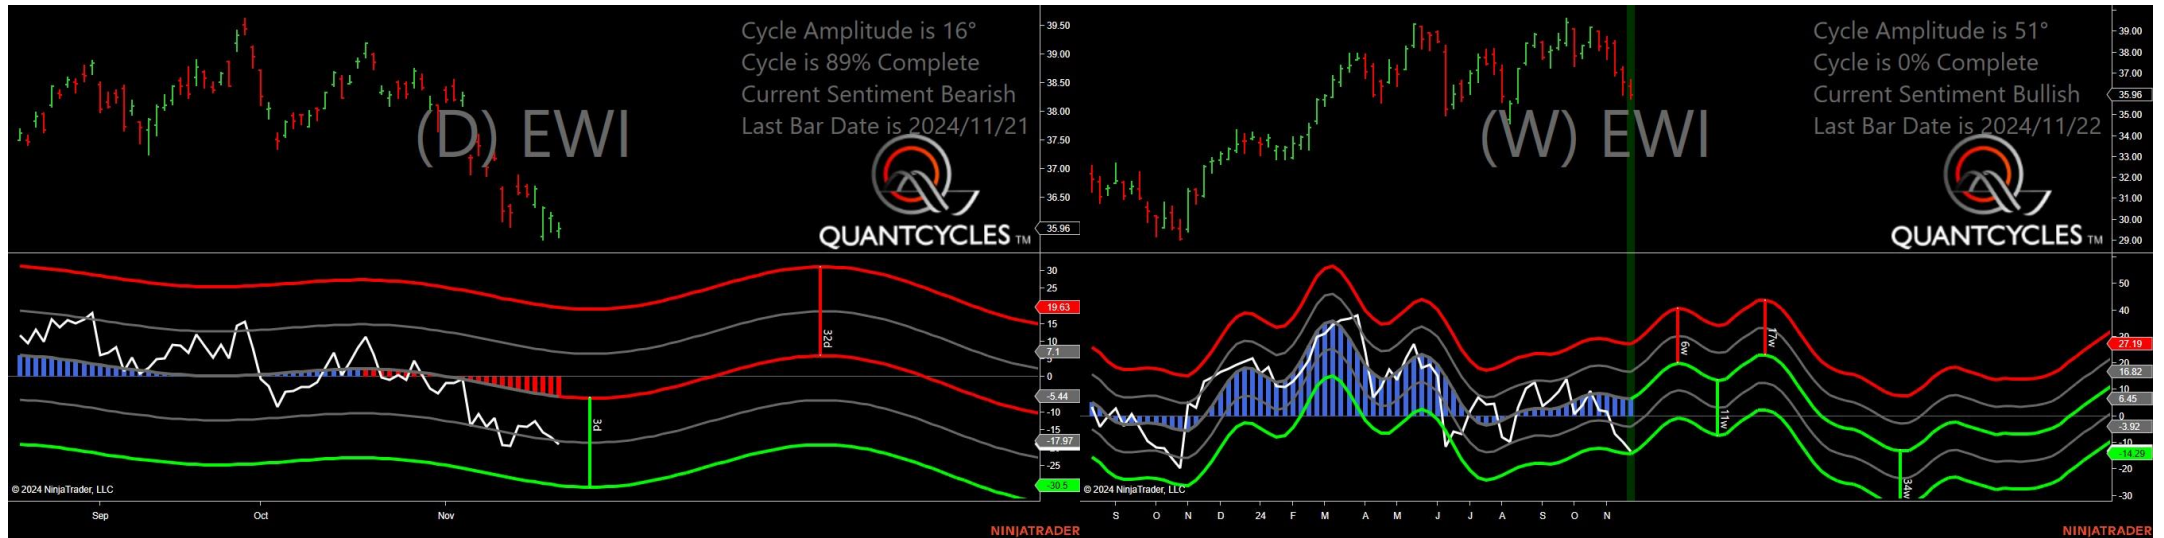 Cycle Amplitude is 16°
Cycle is 89% Complete
Current Sentiment Bearish
Last Bar Date is 2024/11/21
(D) EWI
QUANTCYCLES TM
39.50
39.00
38.50
38.00
37.50
37.00
36.50
35.96
30
25
19.63
15
7.1
5
0
-5.44
-10
-15
-17.97
-25
-30.5
32d
3d
© 2024 NinjaTrader, LLC
Sep Oct Nov
NINJATRADER
Cycle Amplitude is 51°
Cycle is 0% Complete
Current Sentiment Bullish
Last Bar Date is 2024/11/22
(W) EWI
QUANTCYCLES TM
39.00
38.00
37.00
35.96
35.00
34.00
33.00
32.00
31.00
30.00
29.00
50
40
27.19
20
16.82
10
6.45
0
-3.92
-10
-14.29
-20
-30
6w
17w
11w
34w
© 2024 NinjaTrader, LLC
S O N D 24 F M A M J J A S O N
NINJATRADER